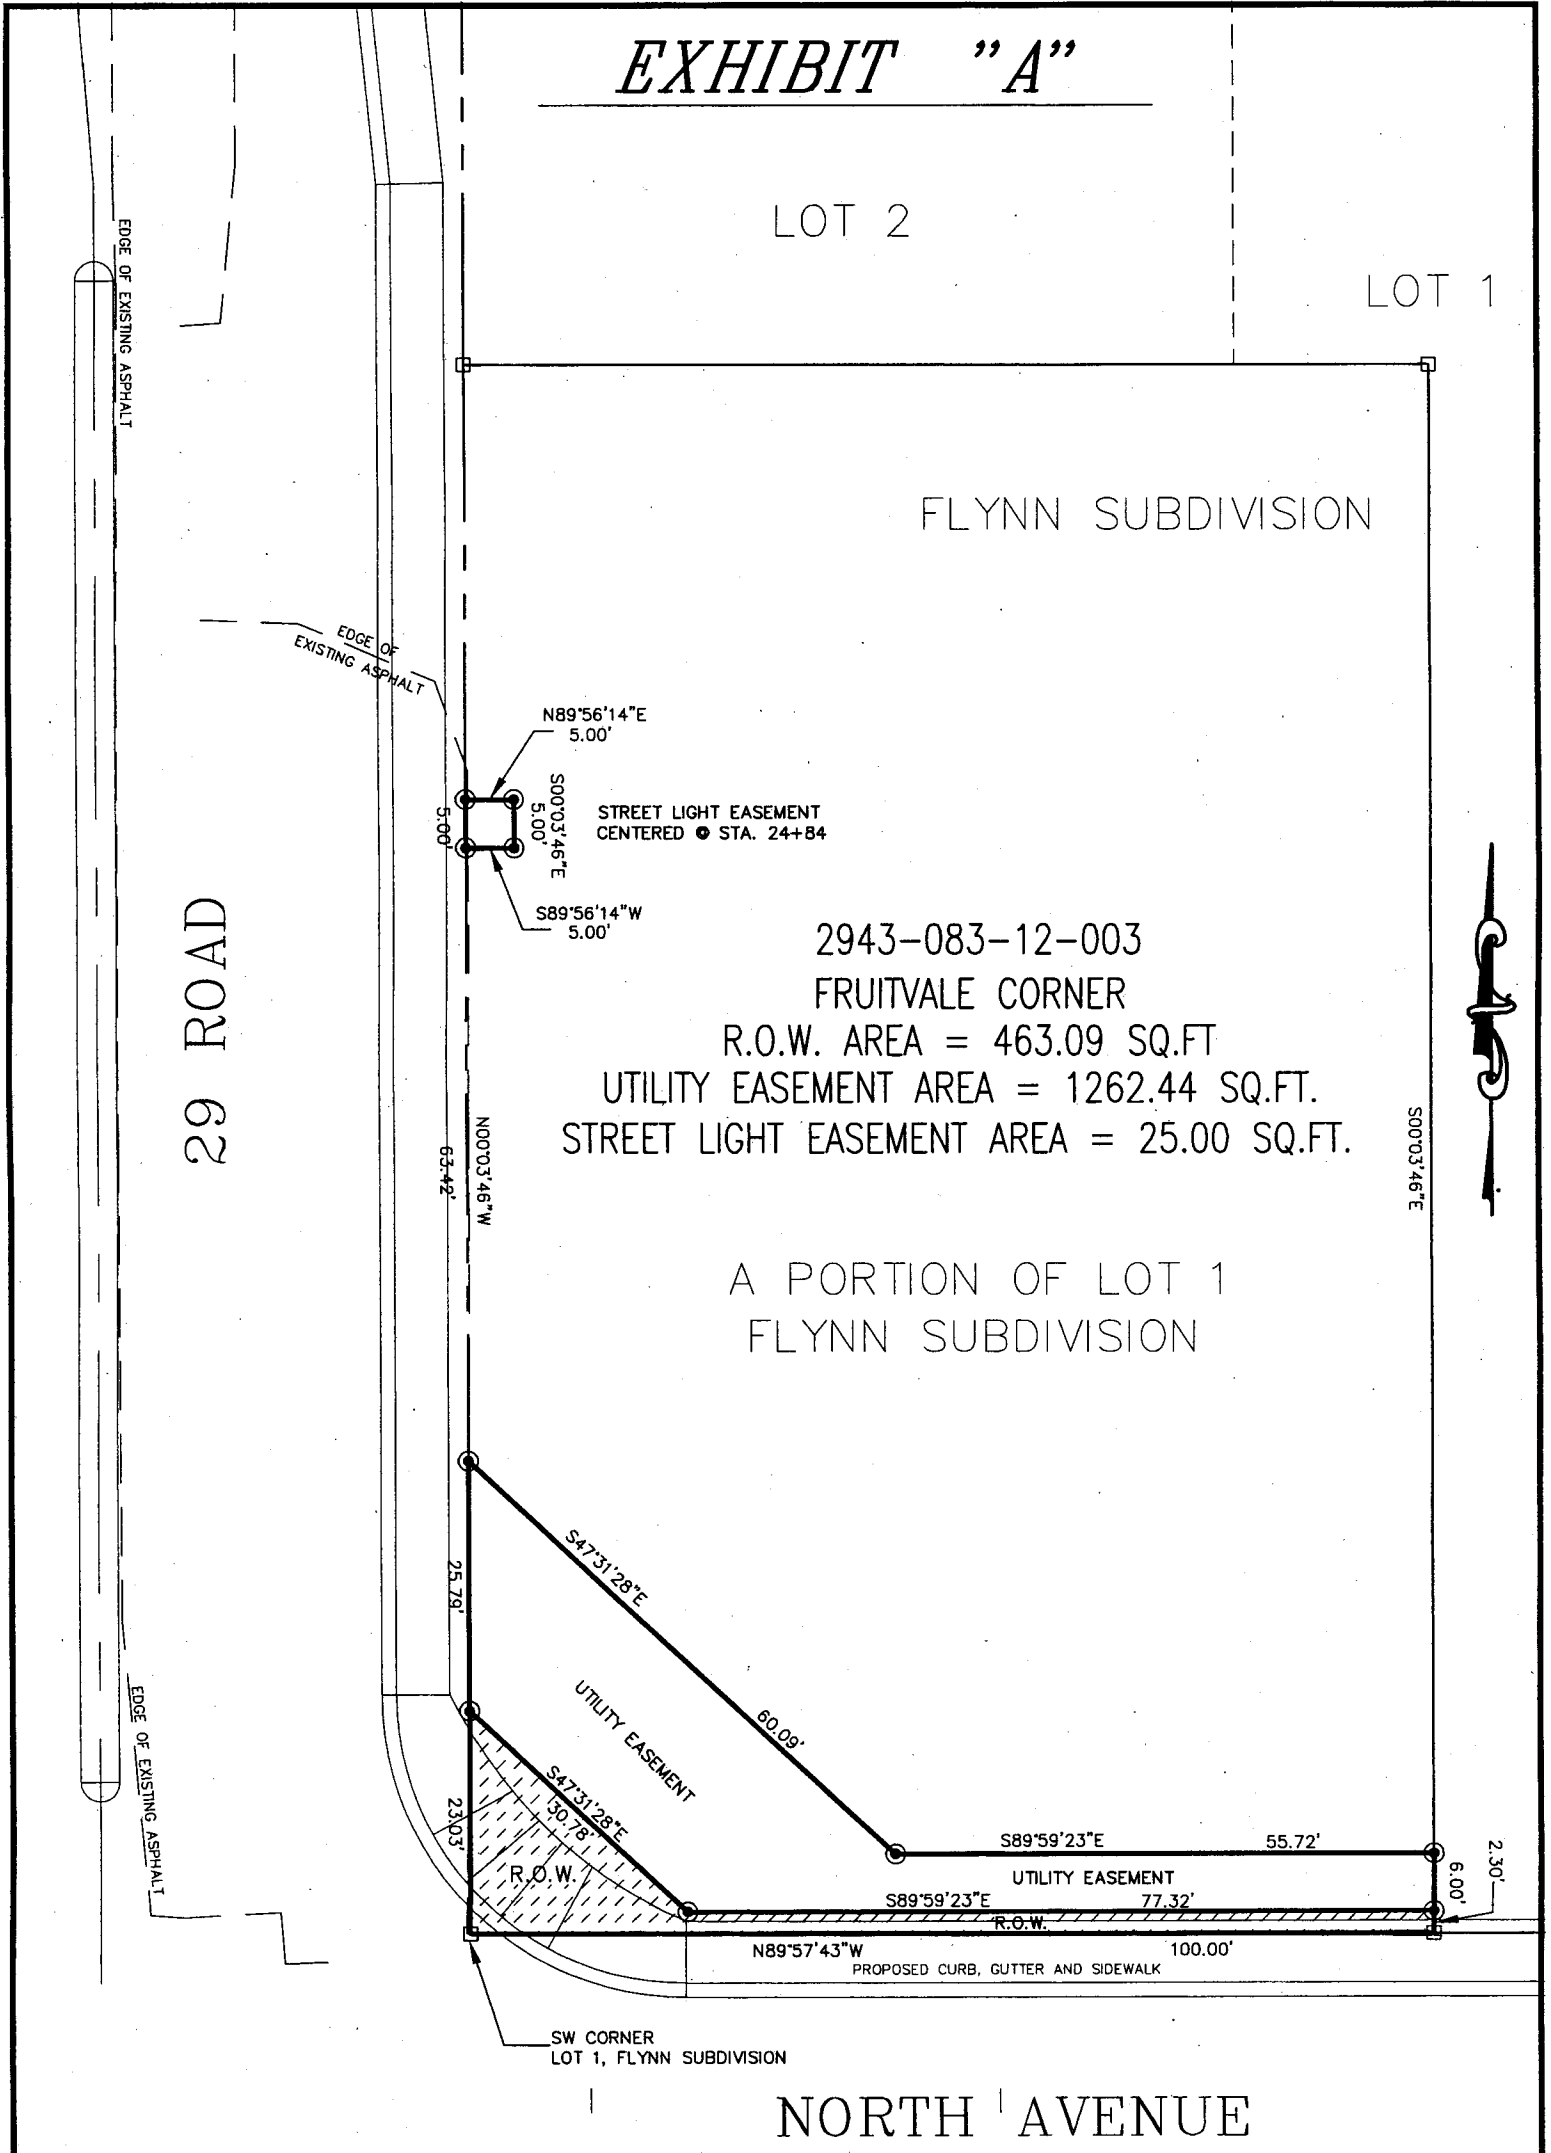 EXHIBIT "A"
LOT 2
LOT 1
EDGE OF EXISTING ASPHALT
FLYNN SUBDIVISION
EDGE OF
EXISTING ASPHALT
N89°56'14"E
5.00'
S00°03'46"E
5.00'
5.00'
STREET LIGHT EASEMENT
CENTERED @ STA. 24+84
S89°56'14"W
5.00'
29 ROAD
2943-083-12-003
FRUITVALE CORNER
R.O.W. AREA = 463.09 SQ.FT
UTILITY EASEMENT AREA = 1262.44 SQ.FT.
STREET LIGHT EASEMENT AREA = 25.00 SQ.FT.
N00°03'46"W
63.42'
S00°03'46"E
A PORTION OF LOT 1
FLYNN SUBDIVISION
S47°31'28"E
60.09'
25.79'
UTILITY EASEMENT
EDGE OF EXISTING ASPHALT
S47°31'28"E
30.78'
23.03'
R.O.W.
S89°59'23"E 55.72'
UTILITY EASEMENT
6.00'
2.30'
S89°59'23"E 77.32'
R.O.W.
N89°57'43"W 100.00'
PROPOSED CURB, GUTTER AND SIDEWALK
SW CORNER
LOT 1, FLYNN SUBDIVISION
NORTH AVENUE